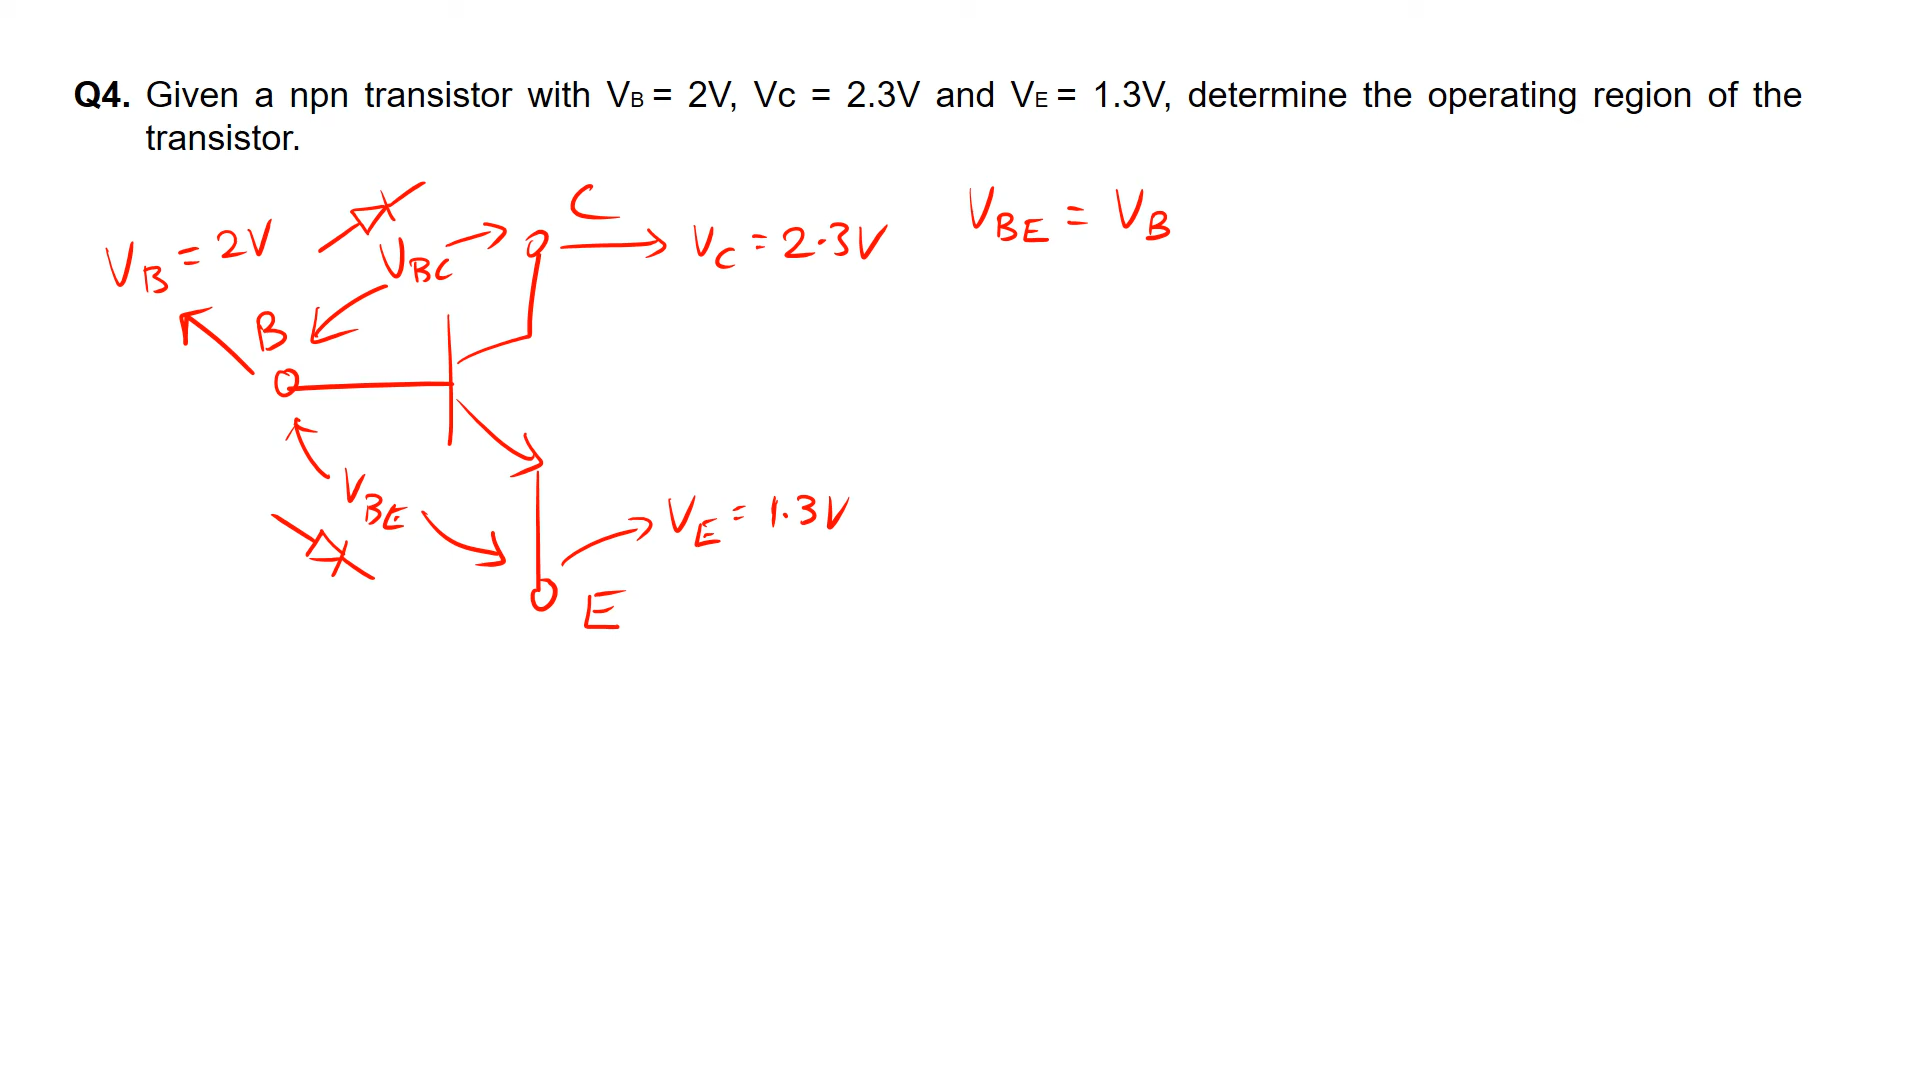 Q4. Given a npn transistor with VB = 2V, Vc = 2.3V and VE = 1.3V, determine the operating region of the
transistor.
VB = 2V
VBC
C
VC = 2.3V
VBE = VB
B
VBE
VE = 1.3V
E